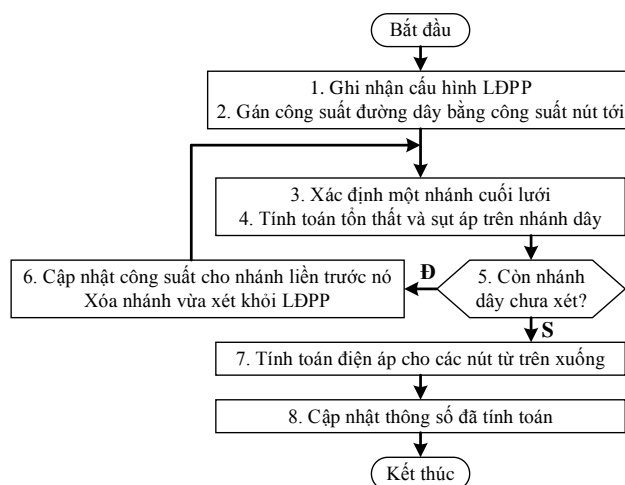 Bắt đầu
1. Ghi nhận cấu hình LĐPP
2. Gán công suất đường dây bằng công suất nút tới
3. Xác định một nhánh cuối lưới
4. Tính toán tổn thất và sụt áp trên nhánh dây
5. Còn nhánh
dây chưa xét?
Đ
6. Cập nhật công suất cho nhánh liền trước nó
Xóa nhánh vừa xét khỏi LĐPP
S
7. Tính toán điện áp cho các nút từ trên xuống
8. Cập nhật thông số đã tính toán
Kết thúc